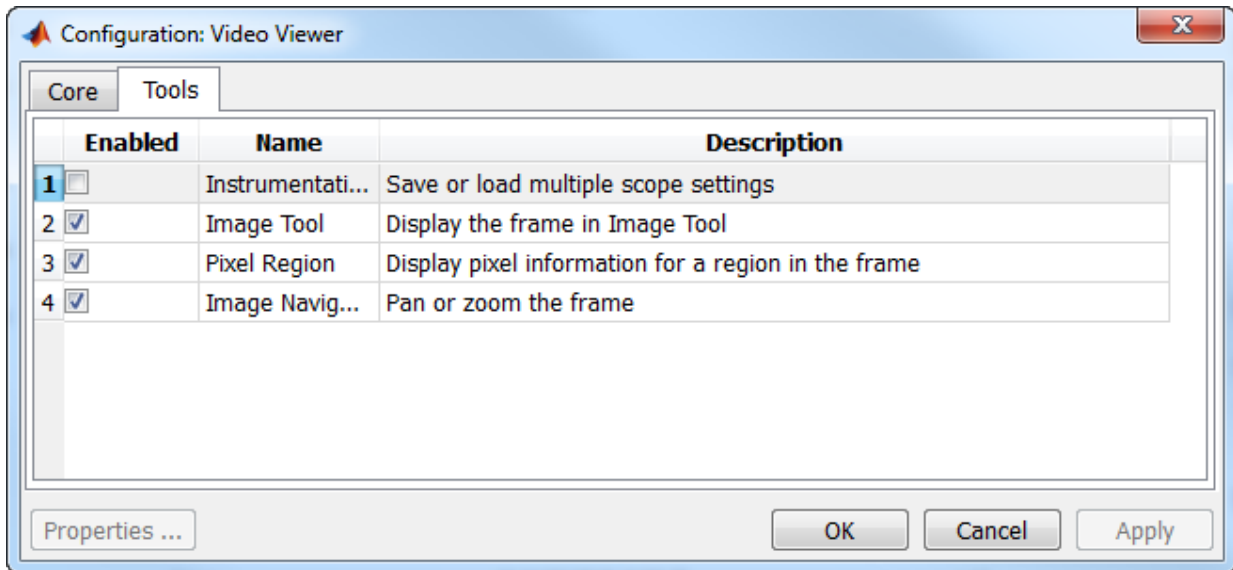 Configuration: Video Viewer
Core Tools
Enabled Name Description
1 Instrumentati... Save or load multiple scope settings
2 Image Tool Display the frame in Image Tool
3 Pixel Region Display pixel information for a region in the frame
4 Image Navig... Pan or zoom the frame
Properties ... OK Cancel Apply